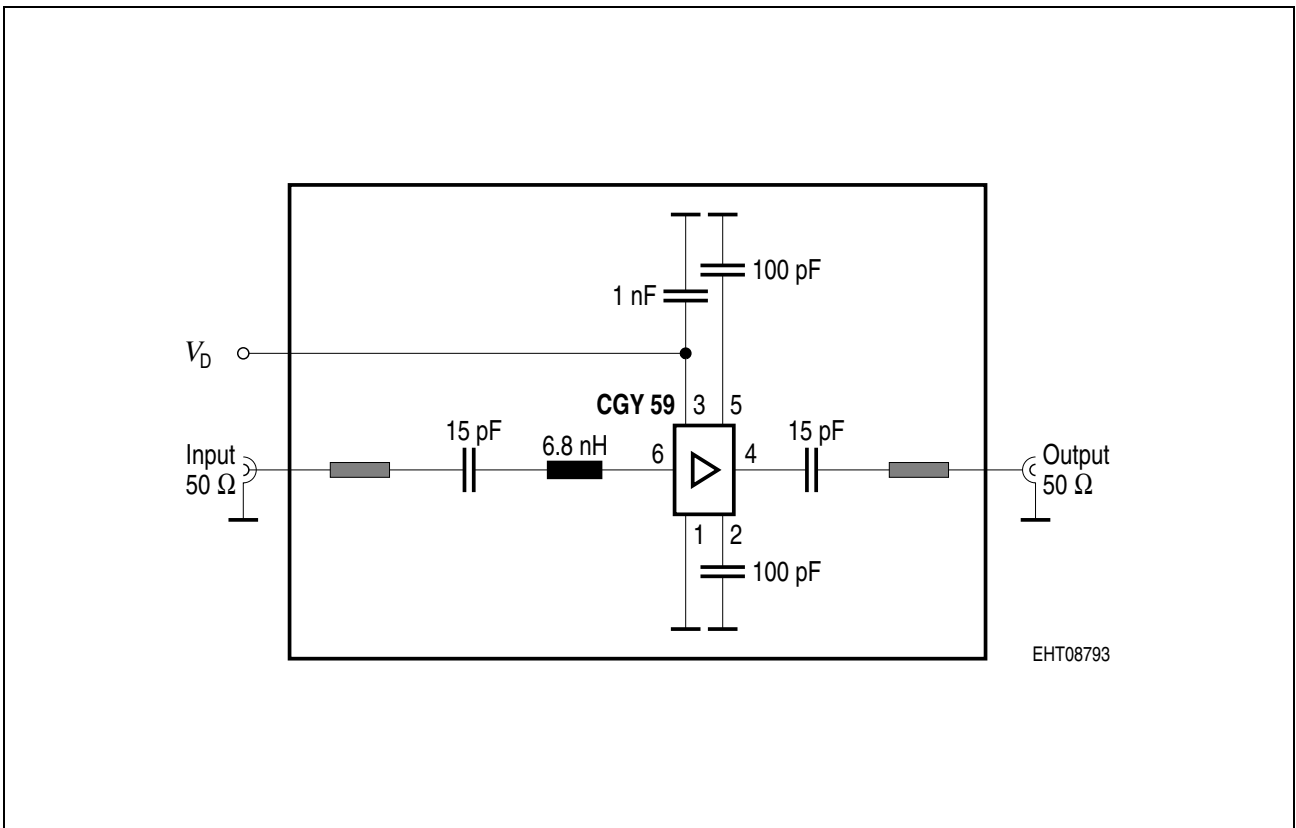 100 pF
1 nF
V_D
CGY 59
3
5
15 pF
6.8 nH
6
4
15 pF
Input
50 Ω
Output
50 Ω
1
2
100 pF
EHT08793